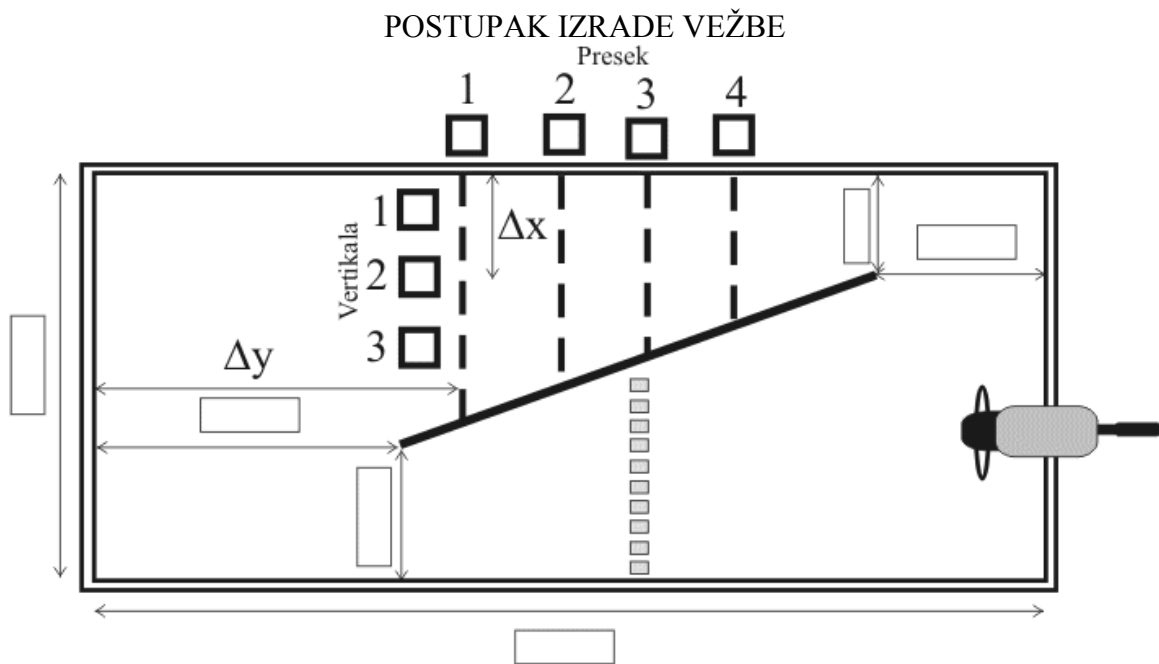 POSTUPAK IZRADE VEŽBE
Presek
1 2 3 4
1
2
3
Vertikala
Δx
Δy